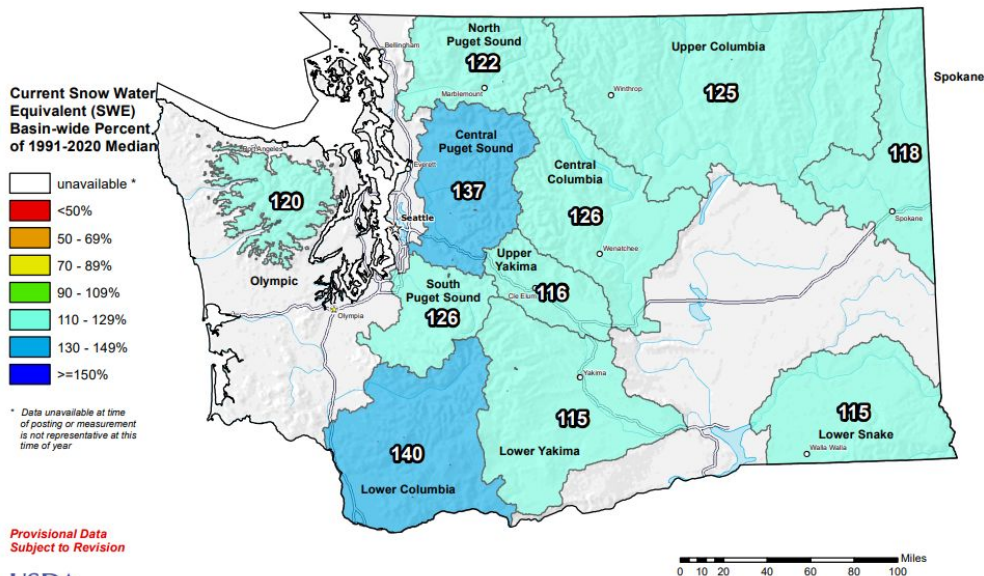 Current Snow Water
Equivalent (SWE)
Basin-wide Percent
of 1991-2020 Median
unavailable *
<50%
50 - 69%
70 - 89%
90 - 109%
110 - 129%
130 - 149%
>=150%
* Data unavailable at time
of posting or measurement
is not representative at this
time of year
Provisional Data
Subject to Revision
USDA
North
Puget Sound
122
Bellingham
Marblemount
Upper Columbia
125
Winthrop
Spokane
118
Spokane
Central
Puget Sound
137
Everett
Seattle
Central
Columbia
126
Wenatchee
Port Angeles
120
Olympic
Olympia
Upper
Yakima
116
Cle Elum
South
Puget Sound
126
Yakima
115
Lower Yakima
140
Lower Columbia
115
Lower Snake
Walla Walla
Miles
0 10 20 40 60 80 100